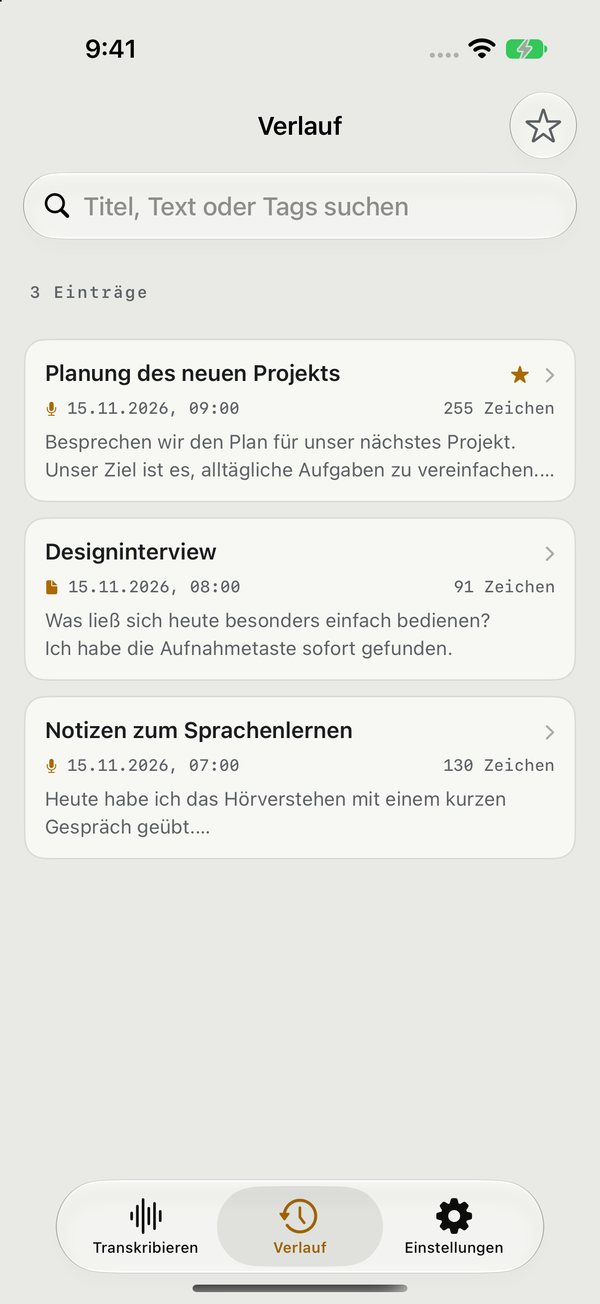 9:41
Verlauf
Titel, Text oder Tags suchen
3 Einträge
Planung des neuen Projekts
15.11.2026, 09:00 255 Zeichen
Besprechen wir den Plan für unser nächstes Projekt.
Unser Ziel ist es, alltägliche Aufgaben zu vereinfachen....
Designinterview
15.11.2026, 08:00 91 Zeichen
Was ließ sich heute besonders einfach bedienen?
Ich habe die Aufnahmetaste sofort gefunden.
Notizen zum Sprachenlernen
15.11.2026, 07:00 130 Zeichen
Heute habe ich das Hörverstehen mit einem kurzen
Gespräch geübt....
Transkribieren Verlauf Einstellungen